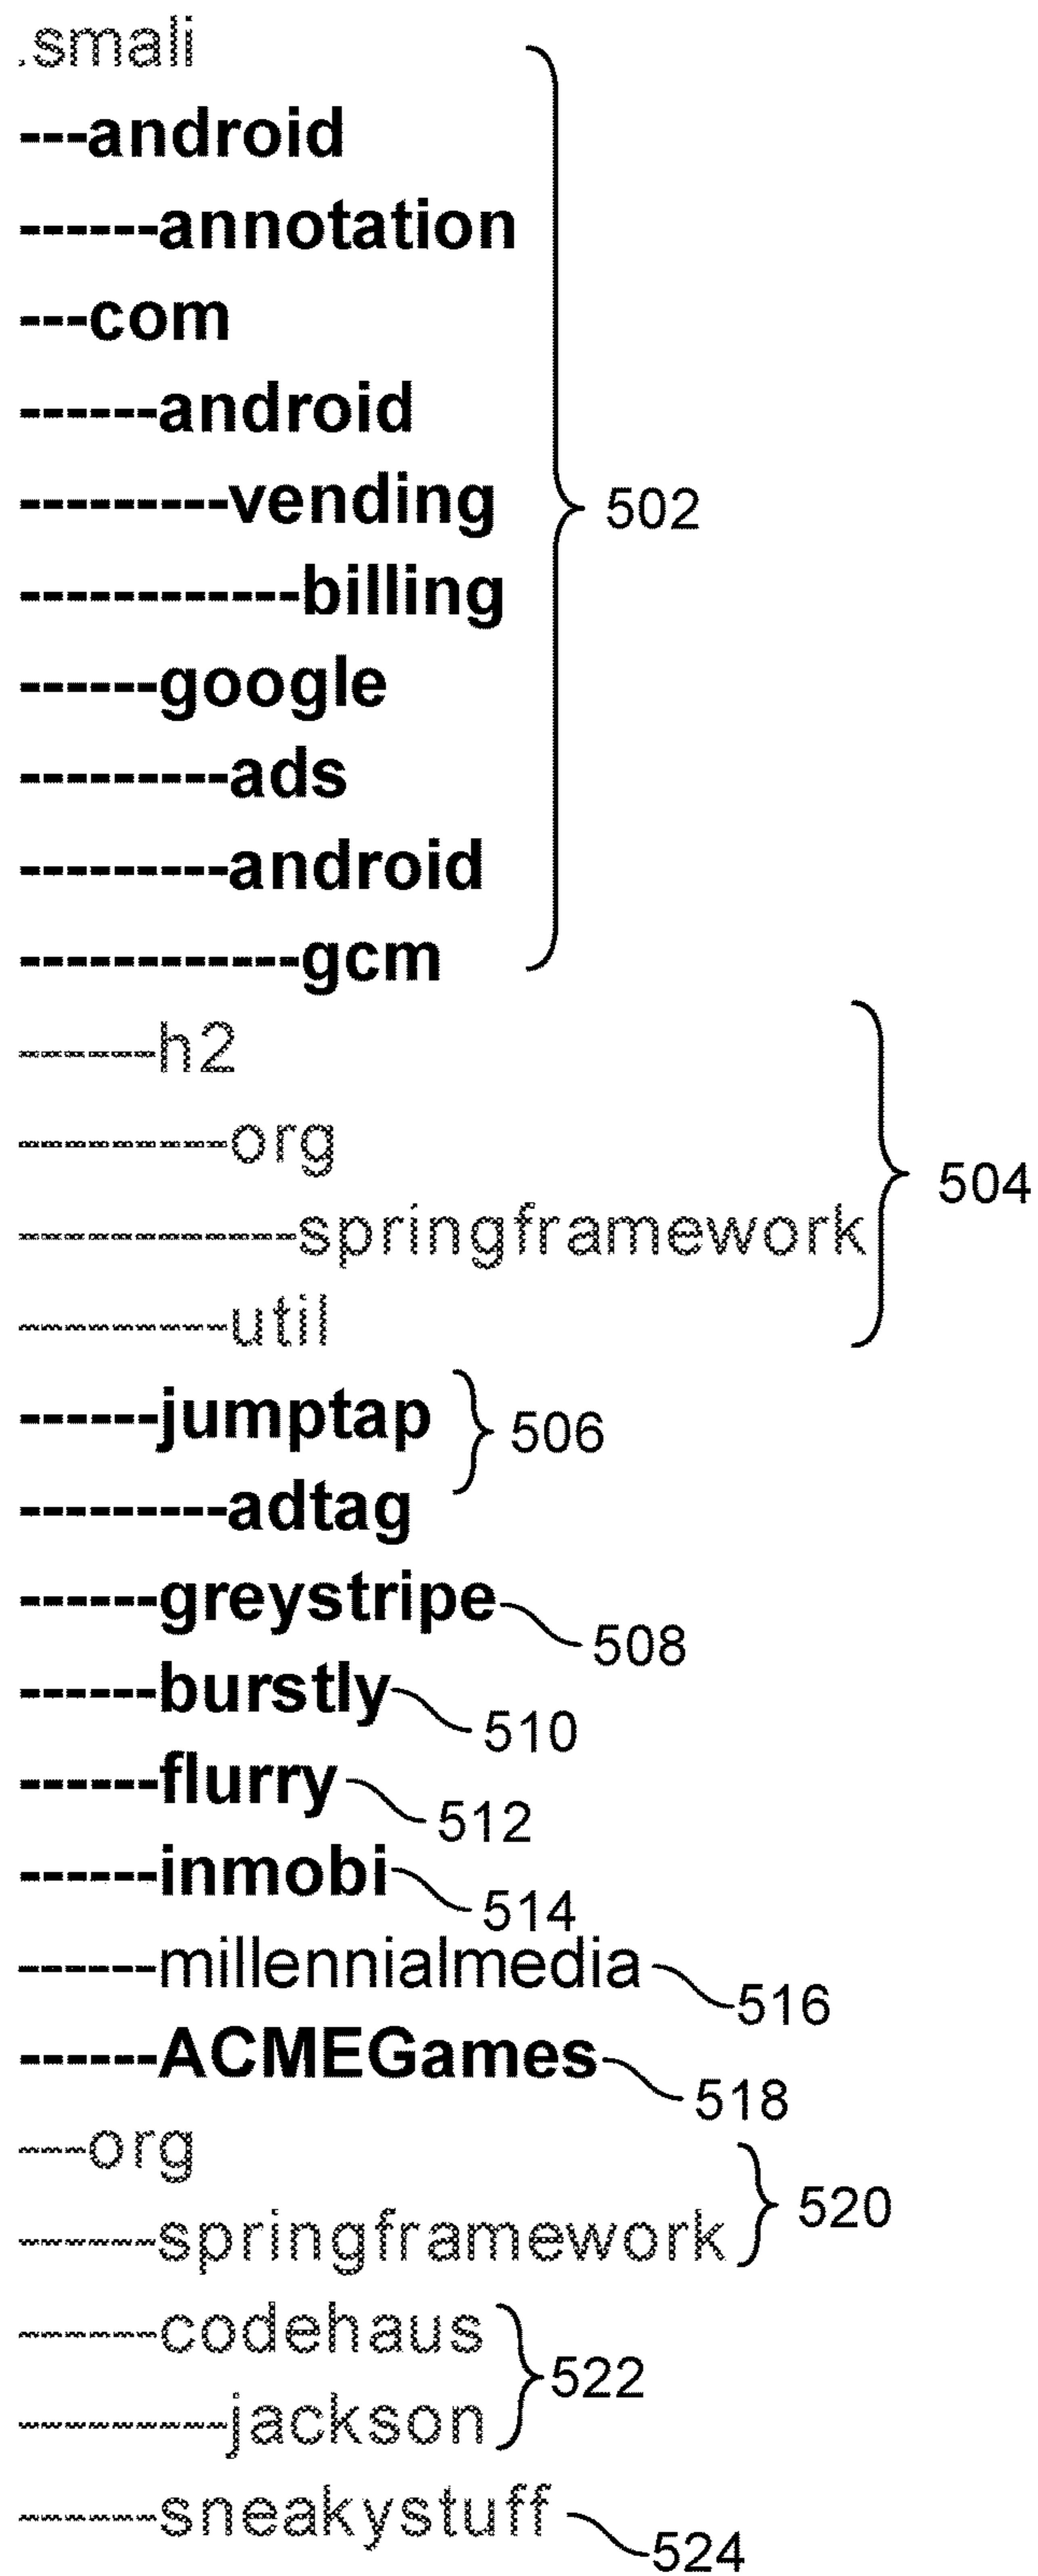 .smali
---android
------annotation
---com
------android
---------vending 502
------------billing
------google
---------ads
---------android
------------gcm
------h2
---------org 504
------------springframework
---------util
------jumptap 506
---------adtag
------greystripe 508
------burstly 510
------flurry 512
------inmobi 514
------millennialmedia 516
------ACMEGames 518
---org 520
------springframework
------codehaus 522
---------jackson
------sneakystuff 524